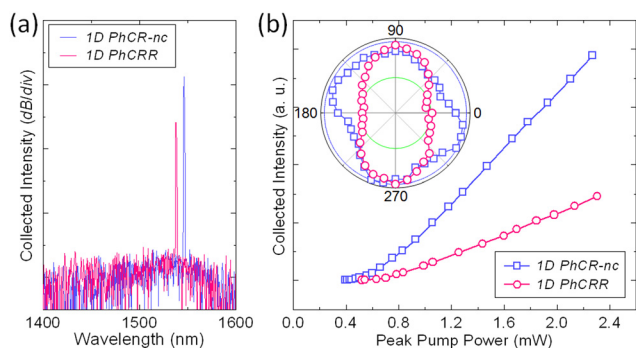 (a)
1D PhCR-nc
1D PhCRR
Collected Intensity (dB/div)
1400
1500
1600
Wavelength (nm)
(b)
90
180
0
270
Collected Intensity (a. u.)
1D PhCR-nc
1D PhCRR
0.0
0.4
0.8
1.2
1.6
2.0
2.4
Peak Pump Power (mW)